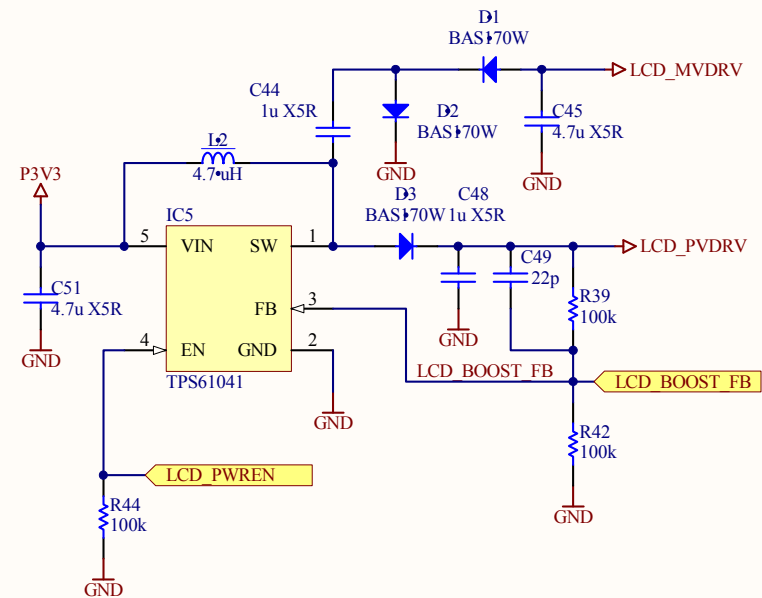 D1
BAS170W
LCD_MVDRV
C44
1u X5R
D2
BAS170W
C45
4.7u X5R
GND
GND
L2
4.7uH
P3V3
D3
BAS170W
C48
1u X5R
IC5
5
VIN
SW
1
LCD_PVDRV
C49
22p
C51
4.7u X5R
R39
100k
FB
3
GND
4
EN
GND
2
GND
TPS61041
LCD_BOOST_FB
LCD_BOOST_FB
GND
R42
100k
LCD_PWREN
R44
100k
GND
GND